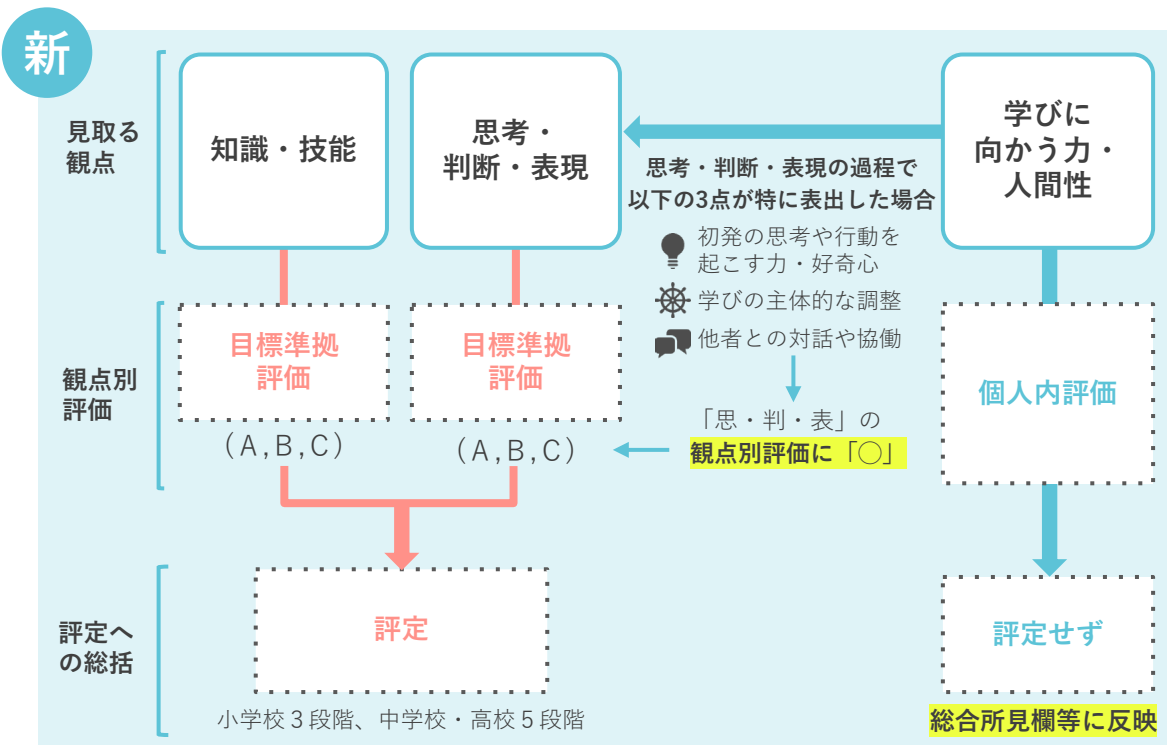 新
見取る
観点
知識・技能
思考・
判断・表現
学びに
向かう力・
人間性
思考・判断・表現の過程で
以下の3点が特に表出した場合
初発の思考や行動を
起こす力・好奇心
学びの主体的な調整
他者との対話や協働
観点別
評価
目標準拠
評価
目標準拠
評価
個人内評価
(A,B,C)
(A,B,C)
「思・判・表」の
観点別評価に「○」
評定へ
の総括
評定
評定せず
小学校3段階、中学校・高校5段階
総合所見欄等に反映